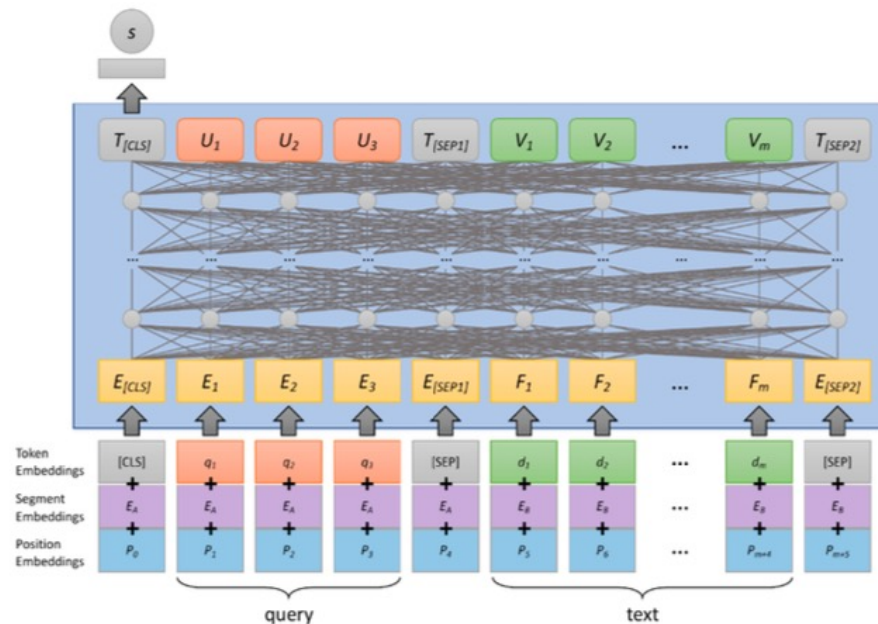 s
T[CLS] U1 U2 U3 T[SEP1] V1 V2 ... Vm T[SEP2]
... ... ... ... ... ... ... ... ...
E[CLS] E1 E2 E3 E[SEP1] F1 F2 ... Fm E[SEP2]
Token Embeddings [CLS] q1 q2 q3 [SEP] d1 d2 ... dm [SEP]
+ + + + + + + + +
Segment Embeddings EA EA EA EA EA EB EB ... EB EB
+ + + + + + + + +
Position Embeddings P0 P1 P2 P3 P4 P5 P6 ... Pm+4 Pm+5
query text